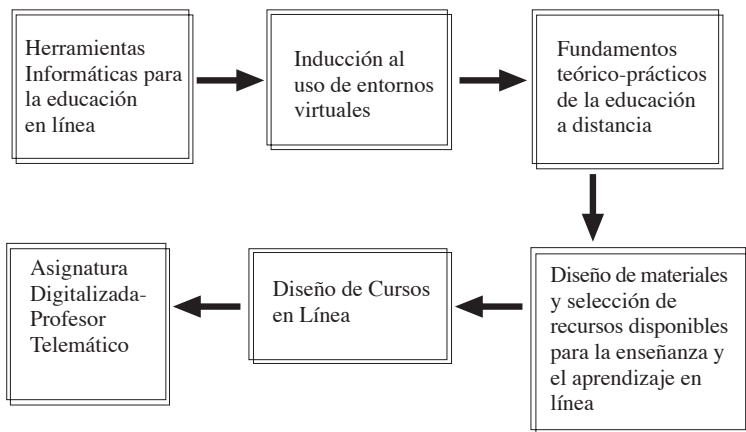 Herramientas
Informáticas para
la educación
en línea
Inducción al
uso de entornos
virtuales
Fundamentos
teórico-prácticos
de la educación
a distancia
Diseño de materiales
y selección de
recursos disponibles
para la enseñanza y
el aprendizaje en
línea
Diseño de Cursos
en Línea
Asignatura
Digitalizada-
Profesor
Telemático